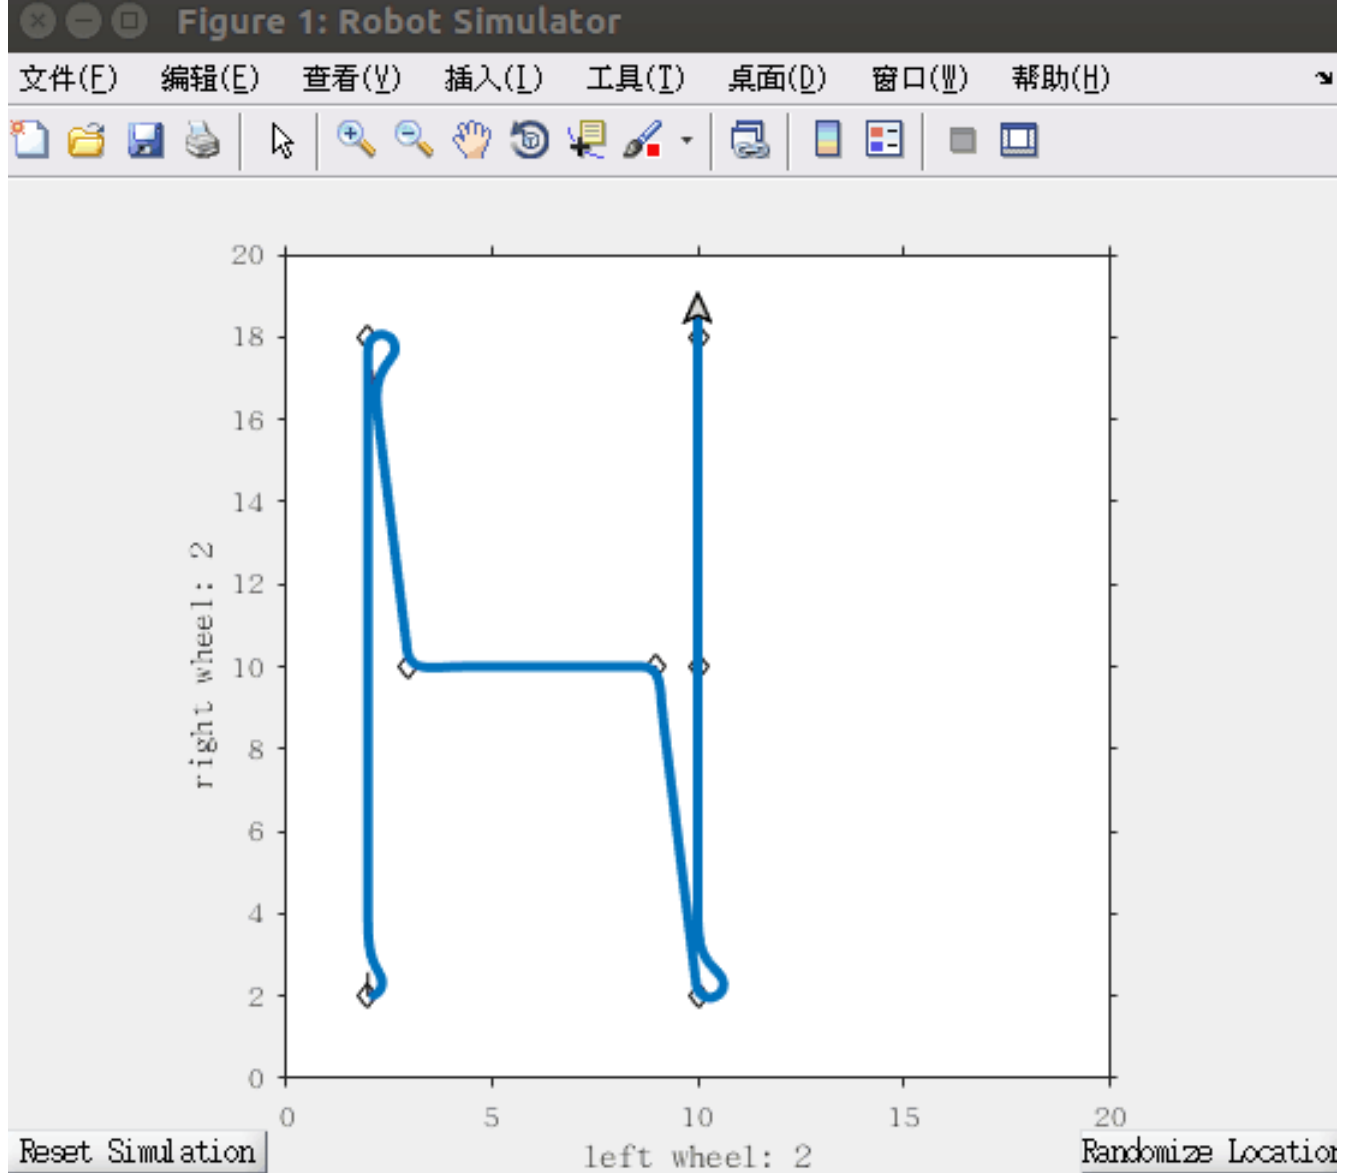 Figure 1: Robot Simulator
文件(F) 编辑(E) 查看(V) 插入(I) 工具(T) 桌面(D) 窗口(W) 帮助(H)
20
18
16
14
12
10
8
6
4
2
0
right wheel: 2
0 5 10 15 20
left wheel: 2
Reset Simulation
Randomize Location